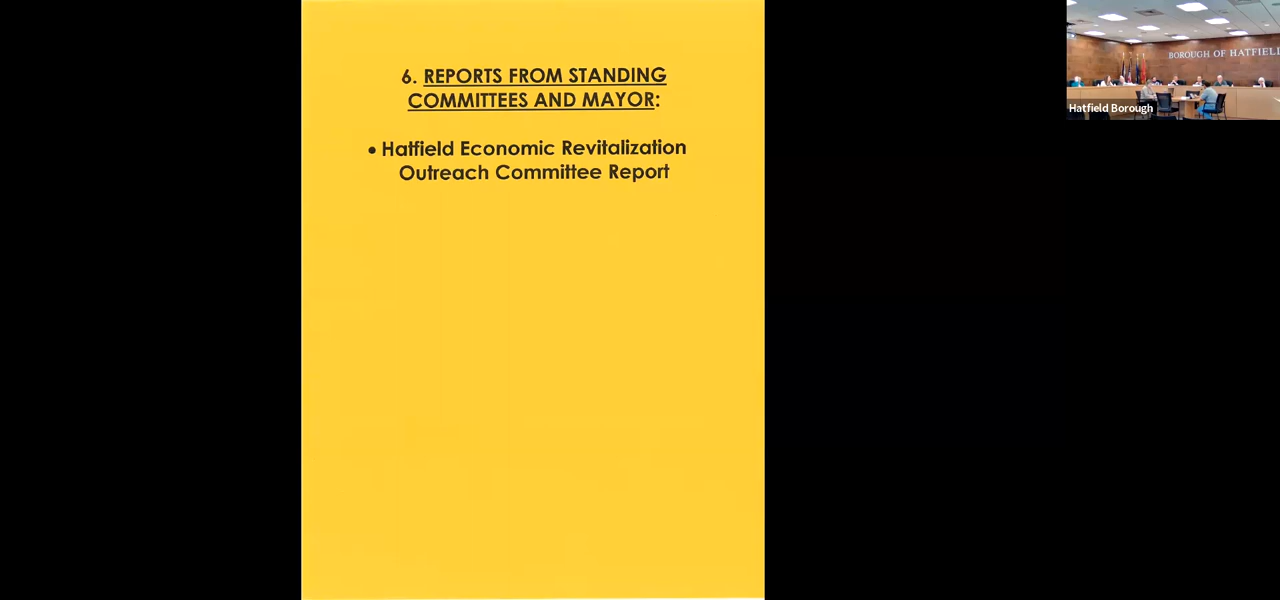 6. REPORTS FROM STANDING
COMMITTEES AND MAYOR:
• Hatfield Economic Revitalization
Outreach Committee Report
BOROUGH OF HATFIEL
Hatfield Borough